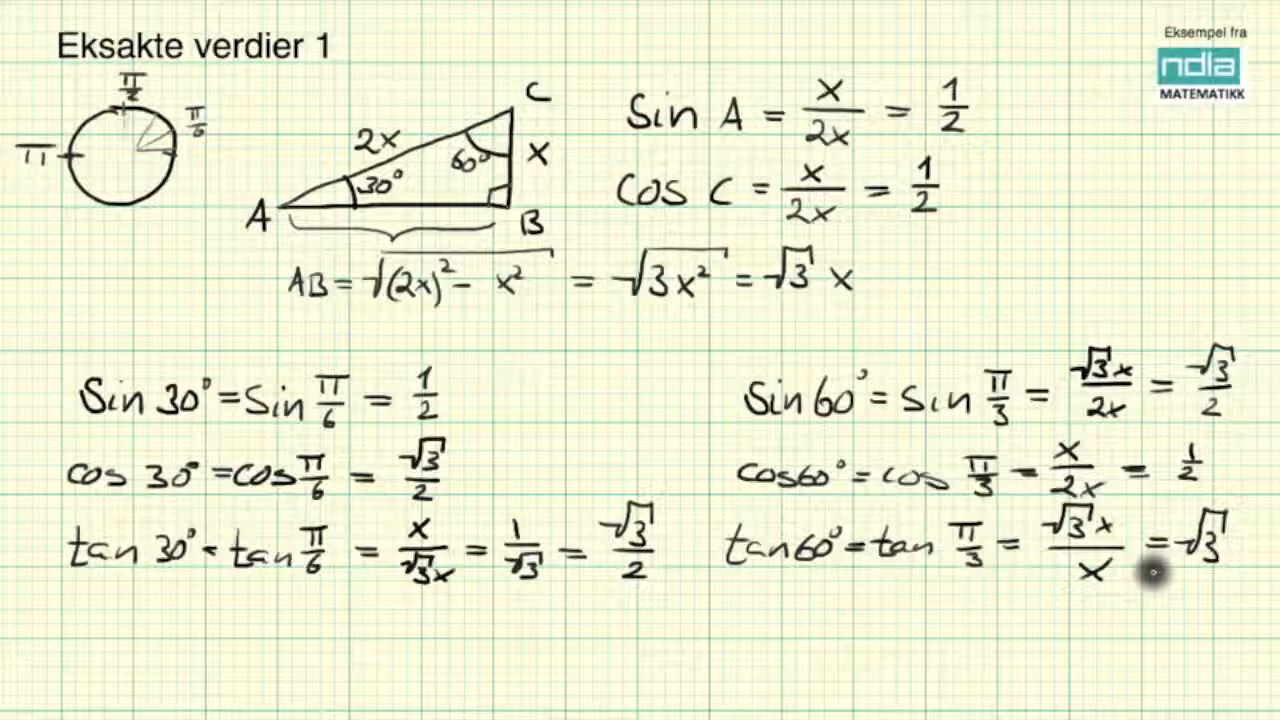 Eksakte verdier 1
Eksempel fra
ndla
MATEMATIKK
π/2
π/6
π
C
2x
60°
x
30°
A
B
Sin A = x/2x = 1/2
cos C = x/2x = 1/2
AB = √((2x)² - x²) = √(3x²) = √3 x
Sin 30° = Sin π/6 = 1/2
cos 30° = cos π/6 = √3/2
tan 30° = tan π/6 = x/√3x = 1/√3 = √3/2
Sin 60° = Sin π/3 = √3x/2x = √3/2
cos 60° = cos π/3 = x/2x = 1/2
tan 60° = tan π/3 = √3x/x = √3